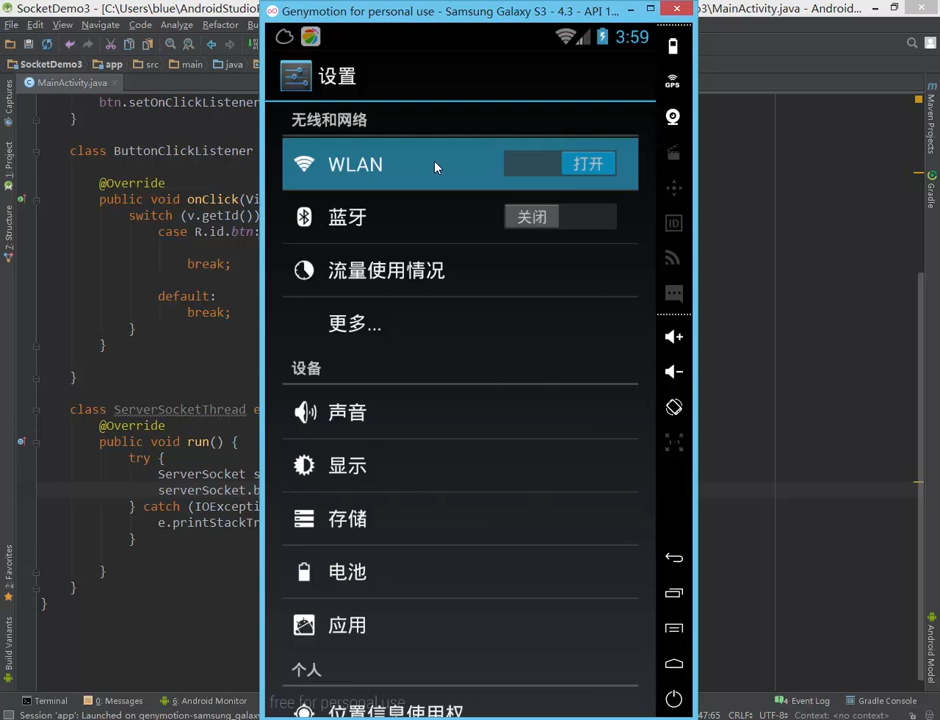 SocketDemo3 - [C:\Users\blue\AndroidStudio
Genymotion for personal use - Samsung Galaxy S3 - 4.3 - API 1...
3\MainActivity.java] - Android...
File Edit View Navigate Code Analyze Refactor
SocketDemo3 app src main java
MainActivity.java
3:59
设置
无线和网络
WLAN 打开
蓝牙 关闭
流量使用情况
更多...
设备
声音
显示
存储
电池
应用
个人
位置信息使用权
free for personal use
GPS
ID
btn.setOnClickListener
}
class ButtonClickListener
@Override
public void onClick(Vi
switch (v.getId())
case R.id.btn:
break;
default:
break;
}
}
}
class ServerSocketThread e
@Override
public void run() {
try {
ServerSocket s
serverSocket.b
} catch (IOExcepti
e.printStackTr
}
}
}
}
Captures
1: Project
7: Structure
2: Favorites
Build Variants
Maven Projects
Gradle
Android Model
Terminal 0: Messages 6: Android Monitor
Event Log Gradle Console
Session 'app': Launched on genymotion-samsung_galax
47:65 CRLF: UTF-8: Context: <no context>